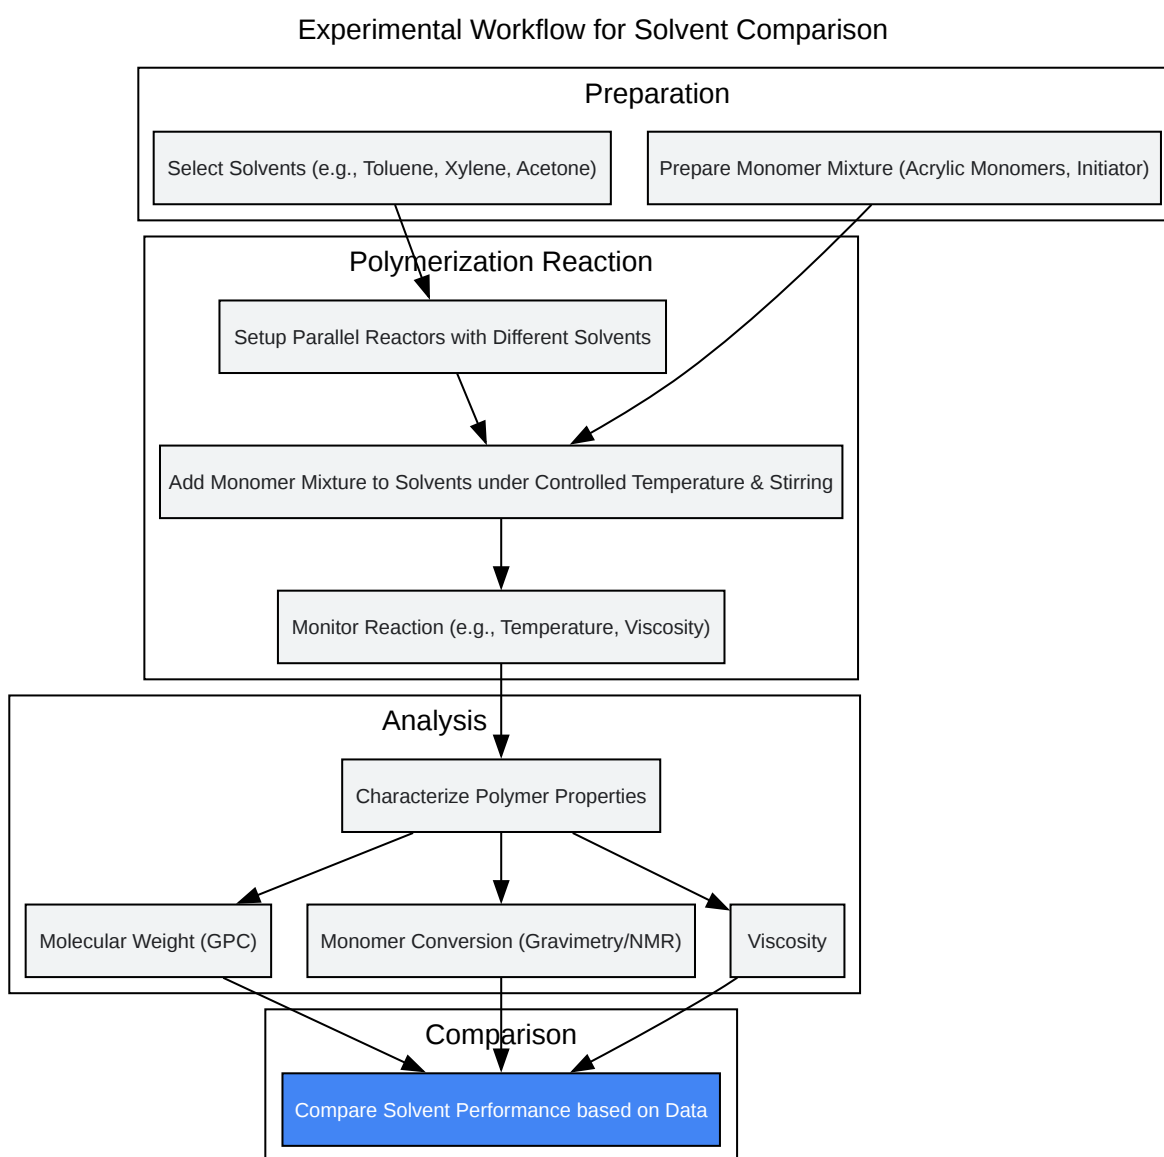 Experimental Workflow for Solvent Comparison
Preparation
Select Solvents (e.g., Toluene, Xylene, Acetone)
Prepare Monomer Mixture (Acrylic Monomers, Initiator)
Polymerization Reaction
Setup Parallel Reactors with Different Solvents
Add Monomer Mixture to Solvents under Controlled Temperature & Stirring
Monitor Reaction (e.g., Temperature, Viscosity)
Analysis
Characterize Polymer Properties
Molecular Weight (GPC)
Monomer Conversion (Gravimetry/NMR)
Viscosity
Comparison
Compare Solvent Performance based on Data